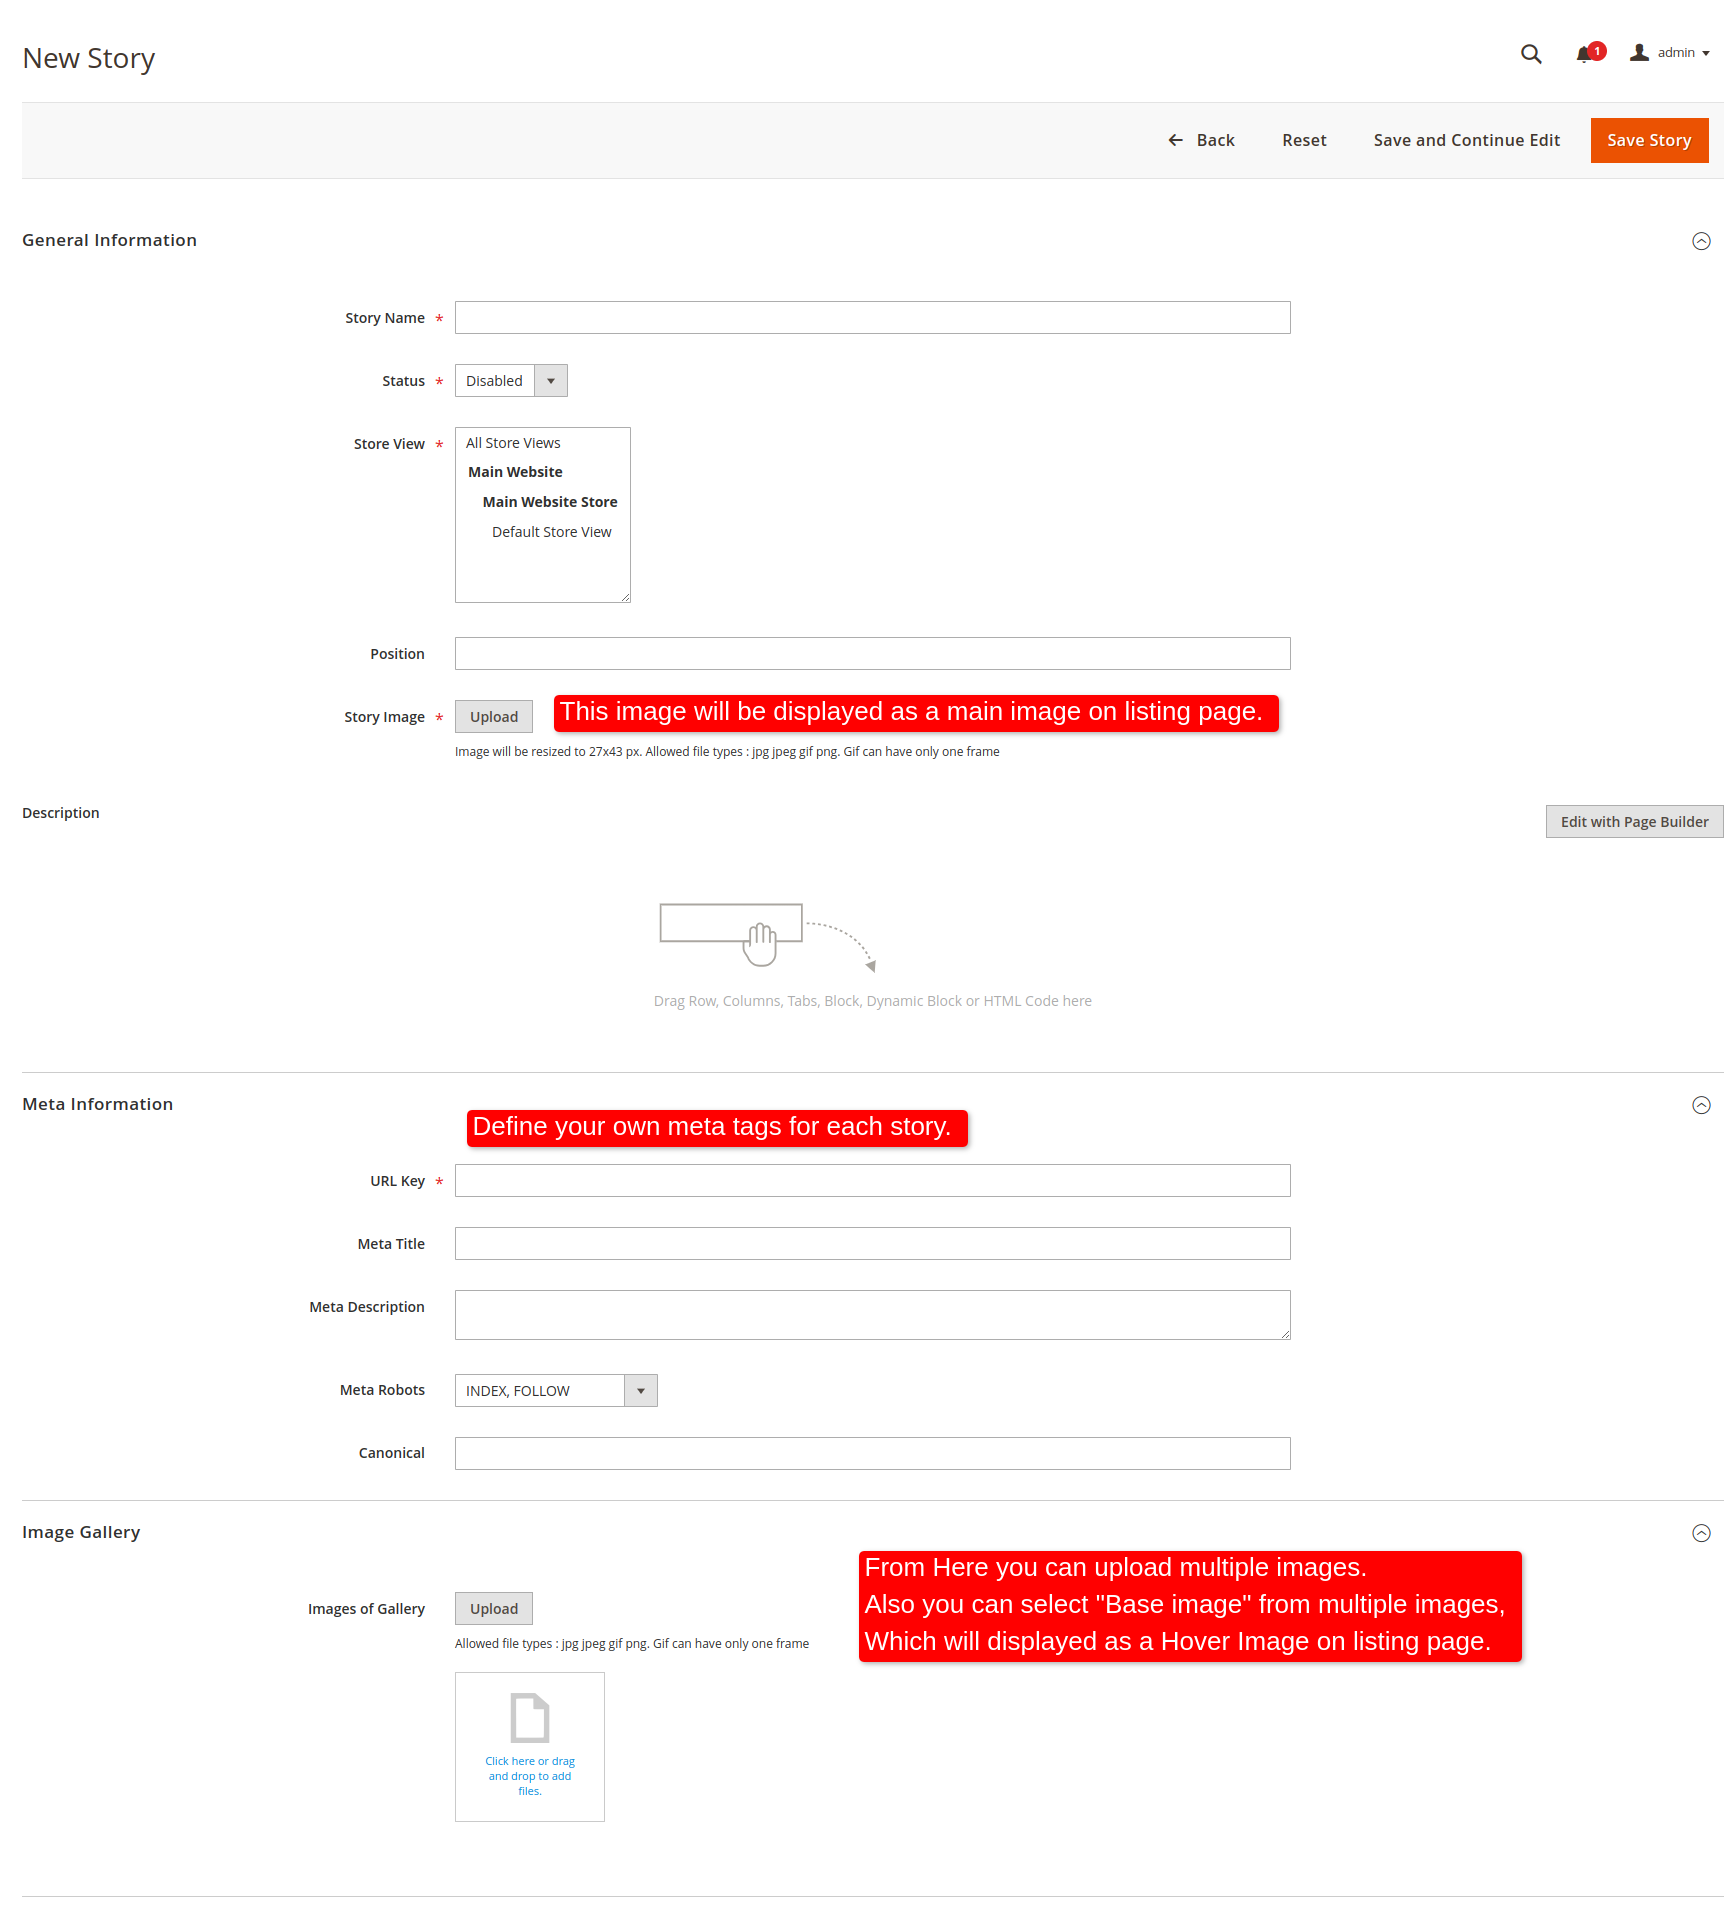 New Story
1
admin
Back
Reset
Save and Continue Edit
Save Story
General Information
Story Name *
Status *
Disabled
Store View *
All Store Views
Main Website
Main Website Store
Default Store View
Position
Story Image *
Upload
This image will be displayed as a main image on listing page.
Image will be resized to 27x43 px. Allowed file types : jpg jpeg gif png. Gif can have only one frame
Description
Edit with Page Builder
Drag Row, Columns, Tabs, Block, Dynamic Block or HTML Code here
Meta Information
Define your own meta tags for each story.
URL Key *
Meta Title
Meta Description
Meta Robots
INDEX, FOLLOW
Canonical
Image Gallery
From Here you can upload multiple images.
Also you can select "Base image" from multiple images,
Which will displayed as a Hover Image on listing page.
Images of Gallery
Upload
Allowed file types : jpg jpeg gif png. Gif can have only one frame
Click here or drag
and drop to add
files.